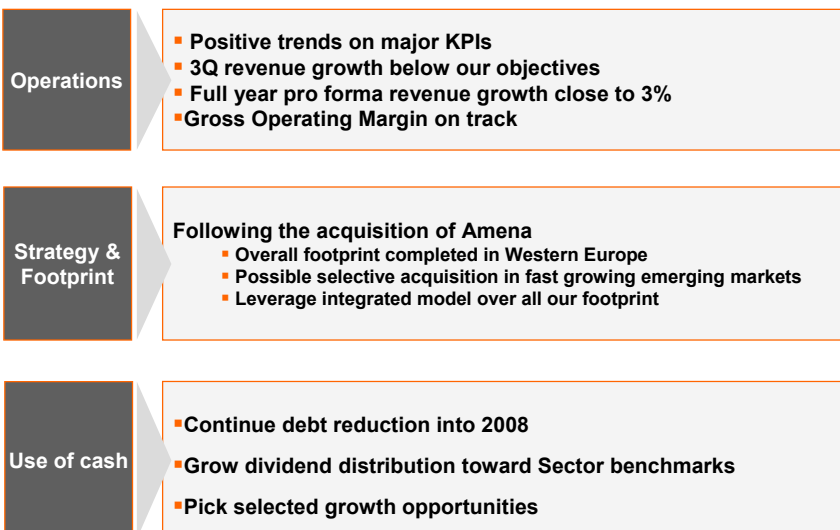 Operations
▪ Positive trends on major KPIs
▪ 3Q revenue growth below our objectives
▪ Full year pro forma revenue growth close to 3%
▪Gross Operating Margin on track
Strategy &
Footprint
Following the acquisition of Amena
▪ Overall footprint completed in Western Europe
▪ Possible selective acquisition in fast growing emerging markets
▪ Leverage integrated model over all our footprint
Use of cash
▪Continue debt reduction into 2008
▪Grow dividend distribution toward Sector benchmarks
▪Pick selected growth opportunities